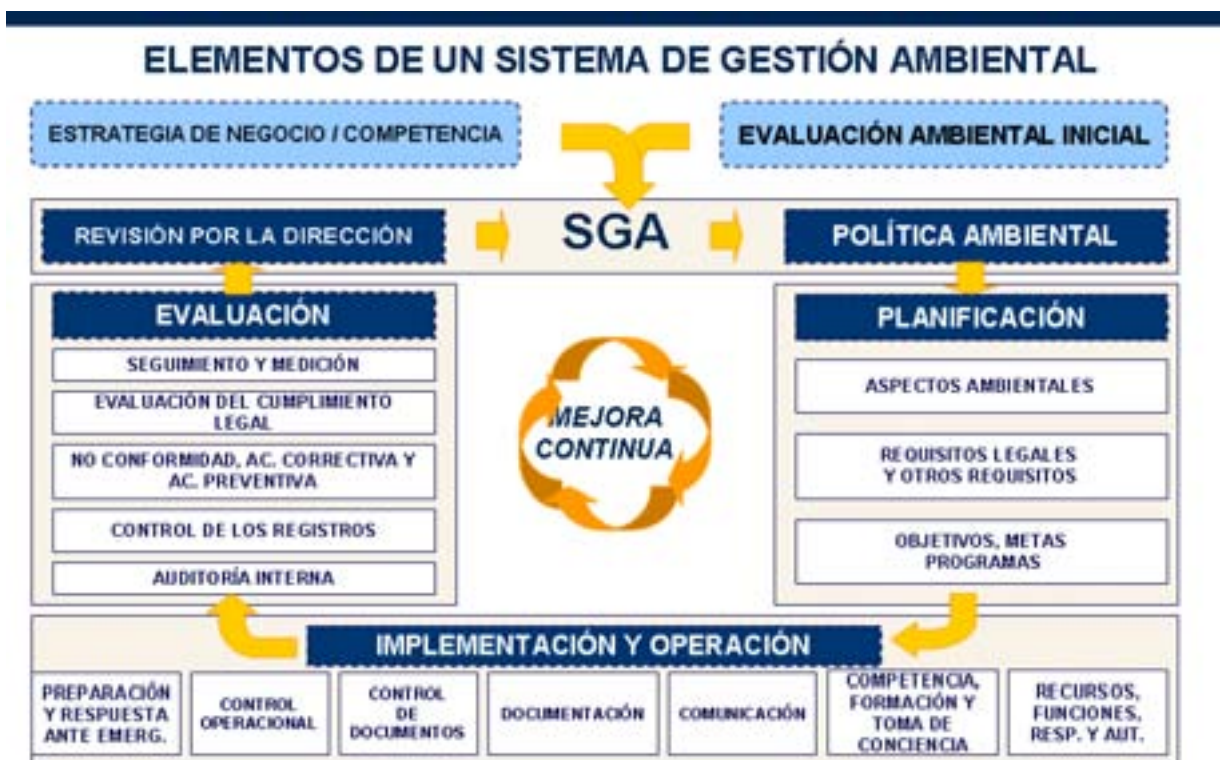 ELEMENTOS DE UN SISTEMA DE GESTIÓN AMBIENTAL
ESTRATEGIA DE NEGOCIO / COMPETENCIA
EVALUACIÓN AMBIENTAL INICIAL
REVISIÓN POR LA DIRECCIÓN
SGA
POLÍTICA AMBIENTAL
EVALUACIÓN
SEGUIMIENTO Y MEDICIÓN
EVALUACIÓN DEL CUMPLIMIENTO
LEGAL
NO CONFORMIDAD, AC. CORRECTIVA Y
AC. PREVENTIVA
CONTROL DE LOS REGISTROS
AUDITORÍA INTERNA
MEJORA
CONTINUA
PLANIFICACIÓN
ASPECTOS AMBIENTALES
REQUISITOS LEGALES
Y OTROS REQUISITOS
OBJETIVOS, METAS
PROGRAMAS
IMPLEMENTACIÓN Y OPERACIÓN
PREPARACIÓN
Y RESPUESTA
ANTE EMERG.
CONTROL
OPERACIONAL
CONTROL
DE
DOCUMENTOS
DOCUMENTACIÓN
COMUNICACIÓN
COMPETENCIA,
FORMACIÓN Y
TOMA DE
CONCIENCIA
RECURSOS,
FUNCIONES,
RESP. Y AUT.